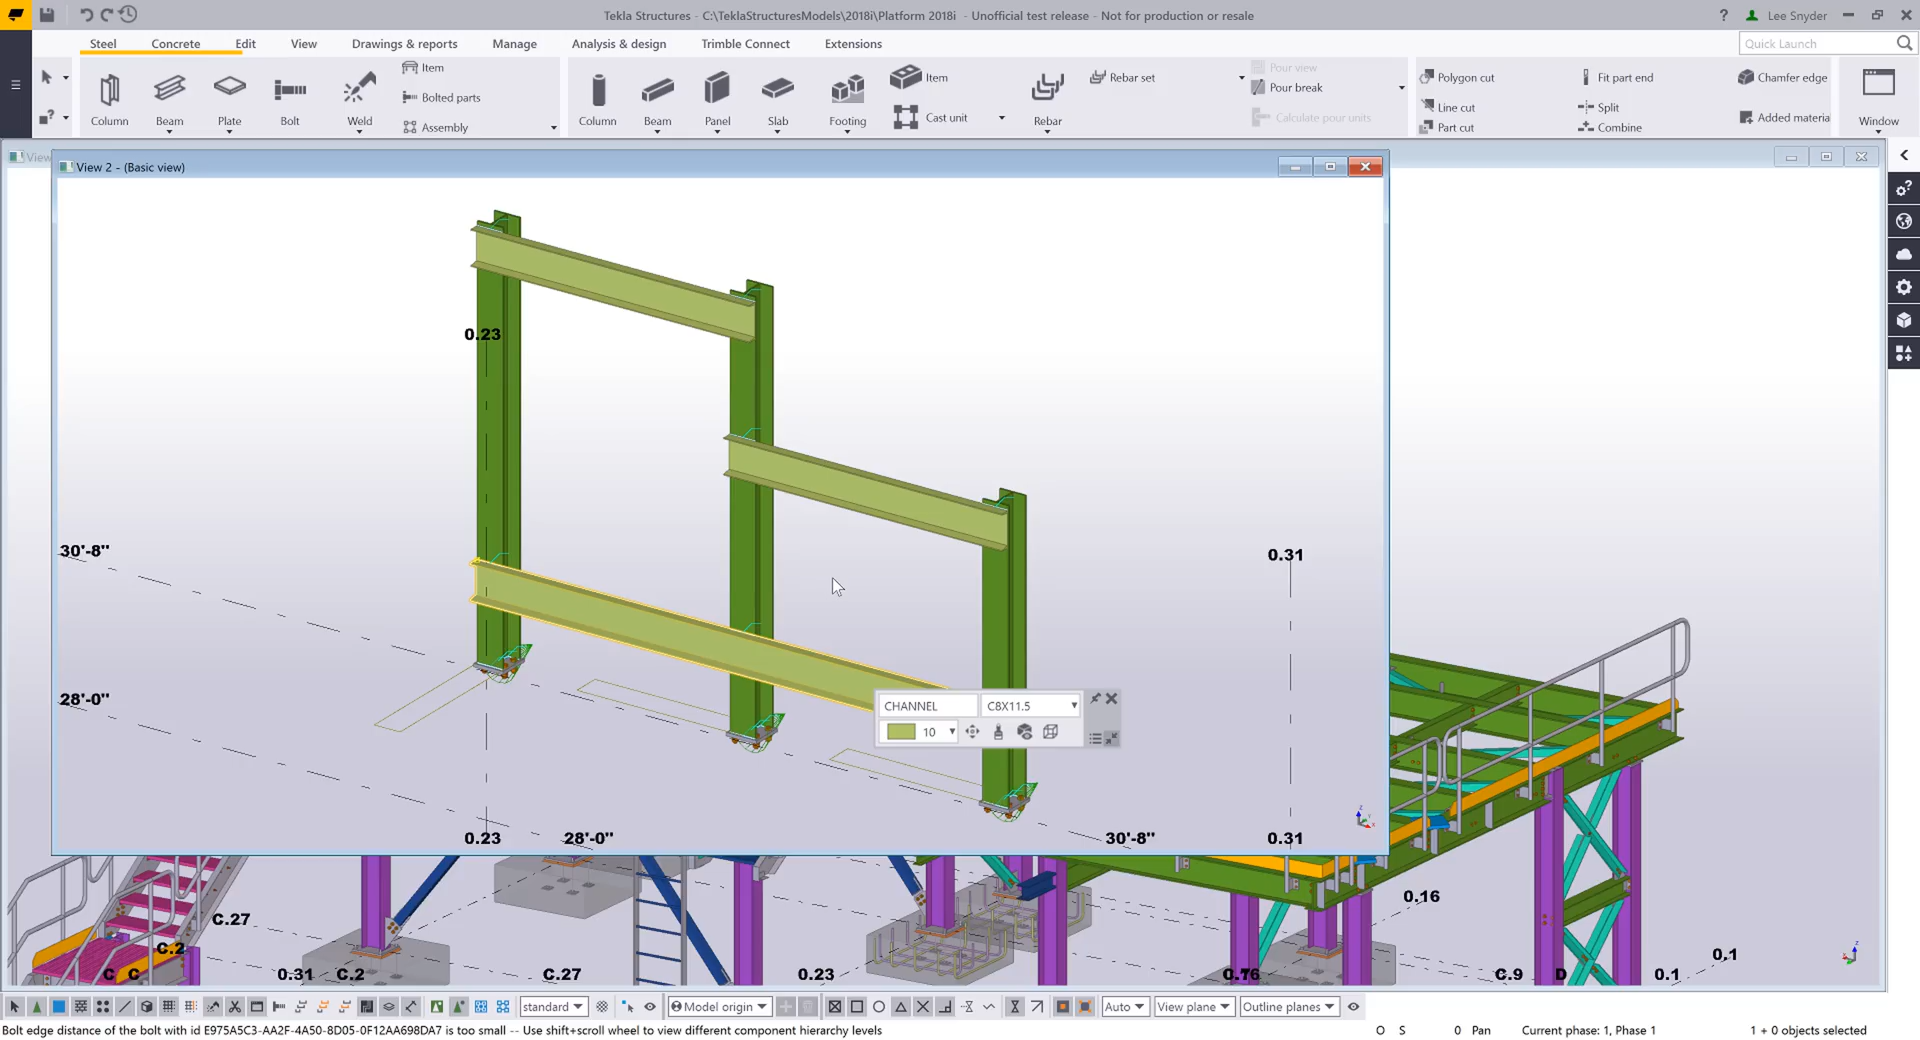 Tekla Structures - C:\TeklaStructuresModels\2018i\Platform 2018i - Unofficial test release - Not for production or resale
? Lee Snyder
Steel Concrete Edit View Drawings & reports Manage Analysis & design Trimble Connect Extensions
Quick Launch
Item
Bolted parts
Assembly
Column Beam Plate Bolt Weld
Column Beam Panel Slab Footing
Item
Cast unit
Rebar
Rebar set
Pour view
Pour break
Calculate pour units
Polygon cut
Line cut
Part cut
Fit part end
Split
Combine
Chamfer edge
Added materia
Window
View
View 2 - (Basic view)
0.23
30'-8"
0.31
28'-0"
CHANNEL C8X11.5
10
0.23 28'-0" 30'-8" 0.31
C.27
C.2
C C
0.31 C.2 C.27 0.23
0.16
0.1
C.9 D 0.1
standard Model origin Auto View plane Outline planes
Bolt edge distance of the bolt with id E975A5C3-AA2F-4A50-8D05-0F12AA698DA7 is too small -- Use shift+scroll wheel to view different component hierarchy levels
O S 0 Pan Current phase: 1, Phase 1 1 + 0 objects selected